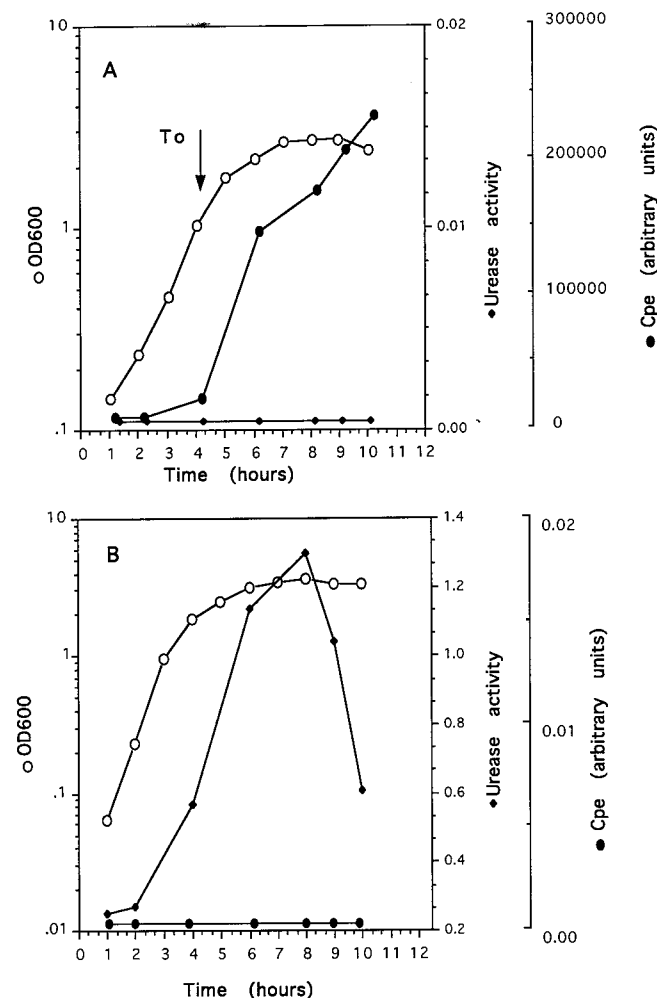 10
1
.1
A
To
○ OD600
0.02
0.01
0.00
◆ Urease activity
300000
200000
100000
0
● Cpe (arbitrary units)
0 1 2 3 4 5 6 7 8 9 10 11 12
Time (hours)
10
1
.1
.01
B
○ OD600
1.4
1.2
1.0
0.8
0.6
0.4
0.2
◆ Urease activity
0.02
0.01
0.00
● Cpe (arbitrary units)
0 1 2 3 4 5 6 7 8 9 10 11 12
Time (hours)